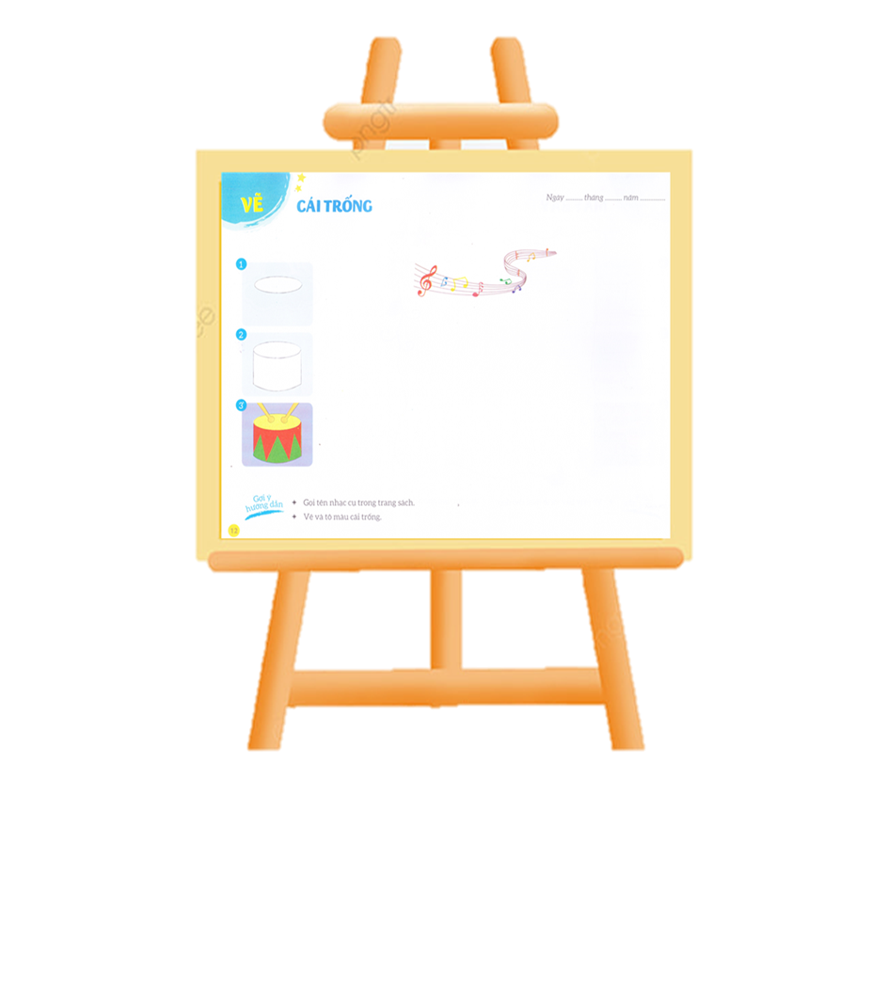 VẼ CÁI TRỐNG
Ngày ........ tháng ........ năm ............
1
2
3
Gợi ý
hướng dẫn
Gọi tên nhạc cụ trong trang sách.
Vẽ và tô màu cái trống.
12
pngtree